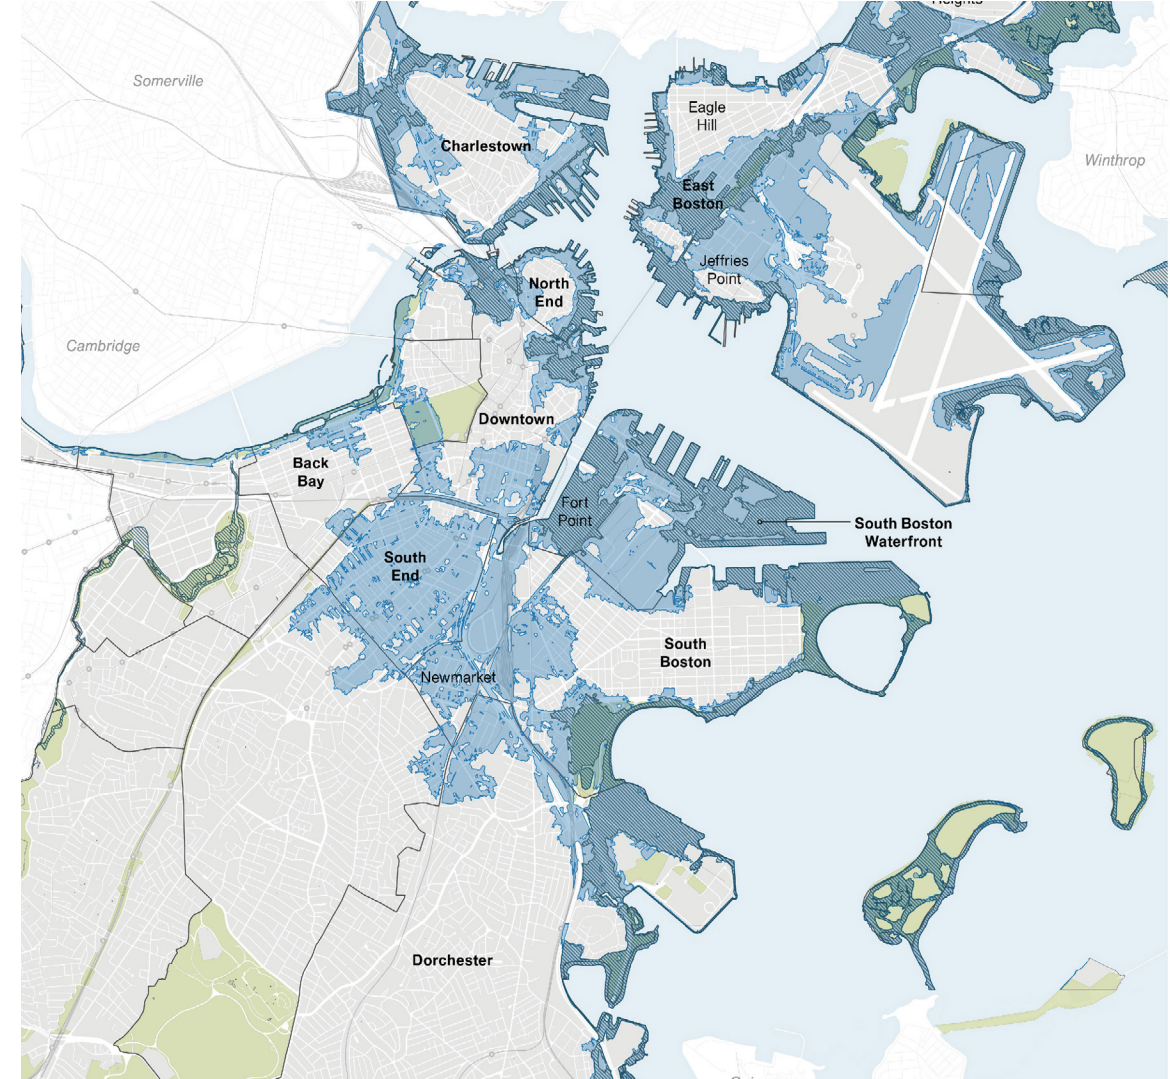 Heights
Somerville
Eagle
Hill
Charlestown
Winthrop
East
Boston
Jeffries
Point
North
End
Cambridge
Downtown
Back
Bay
Fort
Point
South Boston
Waterfront
South
End
South
Boston
Newmarket
Dorchester